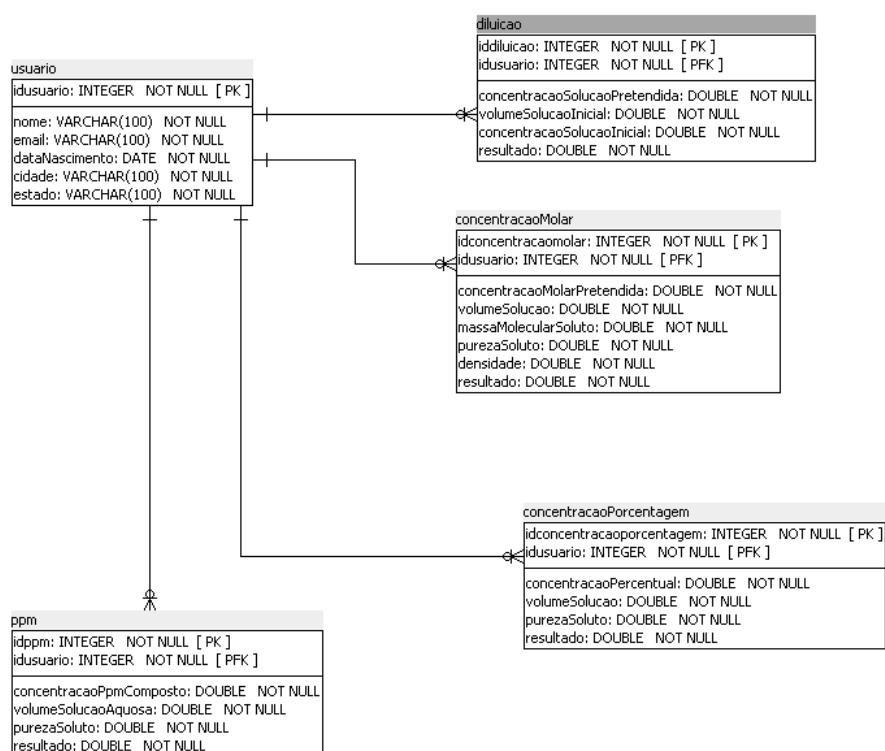 diluicao
iddiluicao: INTEGER NOT NULL [ PK ]
idusuario: INTEGER NOT NULL [ PFK ]
concentracaoSolucaoPretendida: DOUBLE NOT NULL
volumeSolucaoInicial: DOUBLE NOT NULL
concentracaoSolucaoInicial: DOUBLE NOT NULL
resultado: DOUBLE NOT NULL
usuario
idusuario: INTEGER NOT NULL [ PK ]
nome: VARCHAR(100) NOT NULL
email: VARCHAR(100) NOT NULL
dataNascimento: DATE NOT NULL
cidade: VARCHAR(100) NOT NULL
estado: VARCHAR(100) NOT NULL
concentracaoMolar
idconcentracaomolar: INTEGER NOT NULL [ PK ]
idusuario: INTEGER NOT NULL [ PFK ]
concentracaoMolarPretendida: DOUBLE NOT NULL
volumeSolucao: DOUBLE NOT NULL
massaMolecularSoluto: DOUBLE NOT NULL
purezaSoluto: DOUBLE NOT NULL
densidade: DOUBLE NOT NULL
resultado: DOUBLE NOT NULL
concentracaoPorcentagem
idconcentracaoporcentagem: INTEGER NOT NULL [ PK ]
idusuario: INTEGER NOT NULL [ PFK ]
concentracaoPercentual: DOUBLE NOT NULL
volumeSolucao: DOUBLE NOT NULL
purezaSoluto: DOUBLE NOT NULL
resultado: DOUBLE NOT NULL
ppm
idppm: INTEGER NOT NULL [ PK ]
idusuario: INTEGER NOT NULL [ PFK ]
concentracaoPpmComposto: DOUBLE NOT NULL
volumeSolucaoAquosa: DOUBLE NOT NULL
purezaSoluto: DOUBLE NOT NULL
resultado: DOUBLE NOT NULL